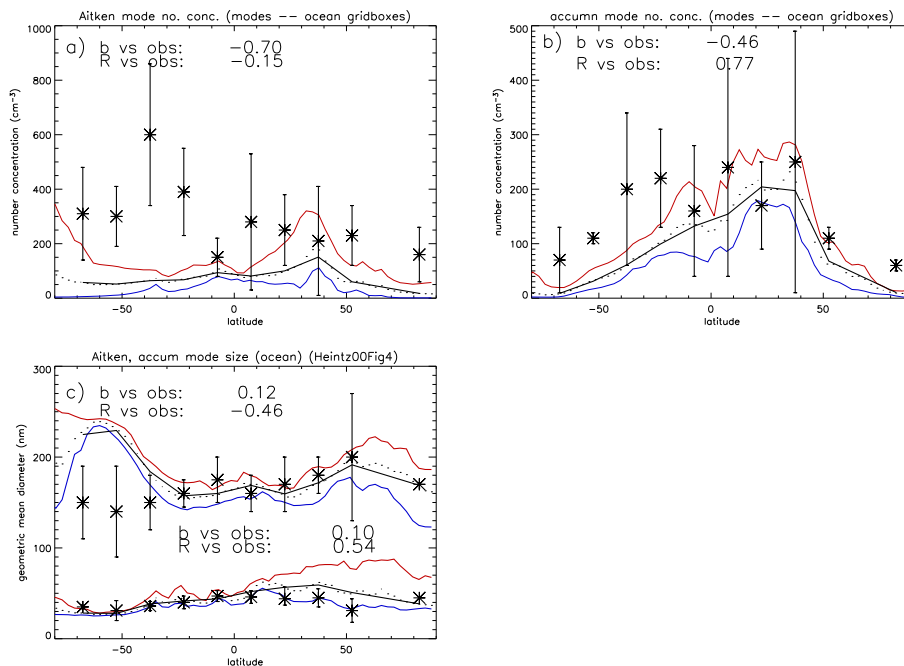 Aitken mode no. conc. (modes -- ocean gridboxes)
a) b vs obs: -0.70
R vs obs: -0.15
1000
800
600
400
200
0
number concentration (cm⁻³)
-50 0 50
latitude
accumn mode no. conc. (modes -- ocean gridboxes)
b) b vs obs: -0.46
R vs obs: 0.77
500
400
300
200
100
0
number concentration (cm⁻³)
-50 0 50
latitude
Aitken, accum mode size (ocean) (Heintz00Fig4)
c) b vs obs: 0.12
R vs obs: -0.46
300
200
100
0
geometric mean diameter (nm)
b vs obs: 0.10
R vs obs: 0.54
-50 0 50
latitude